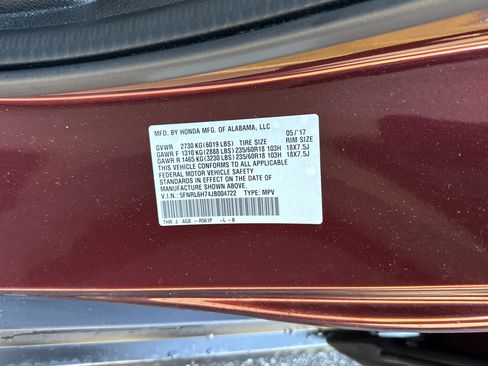 MFD. BY HONDA MFG. OF ALABAMA, LLC 05/'17
GVWR 2730 KG(6019 LBS) TIRE SIZE RIM SIZE
GAWR F 1310 KG(2888 LBS)235/60R18 103H 18X7.5J
GAWR R 1465 KG(3230 LBS)235/60R18 103H 18X7.5J
THIS VEHICLE CONFORMS TO ALL APPLICABLE
FEDERAL MOTOR VEHICLE SAFETY
STANDARDS IN EFFECT ON THE DATE OF
MANUFACTURE SHOWN ABOVE.
V.I.N.: 5FNRL6H74JB004722 TYPE: MPV
THR J AG8 -R561P -L -B